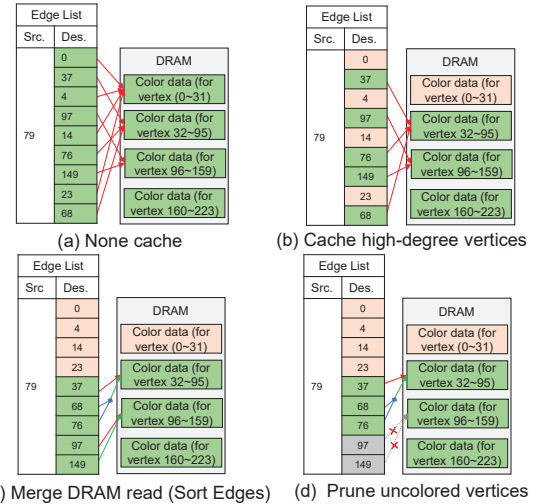 Edge List
Src.
Des.
79
0
37
4
97
14
76
149
23
68
DRAM
Color data (for
vertex (0~31)
Color data (for
vertex 32~95)
Color data (for
vertex 96~159)
Color data (for
vertex 160~223)
(a) None cache
Edge List
Src.
Des.
79
0
37
4
97
14
76
149
23
68
DRAM
Color data (for
vertex (0~31)
Color data (for
vertex 32~95)
Color data (for
vertex 96~159)
Color data (for
vertex 160~223)
(b) Cache high-degree vertices
Edge List
Src
Des.
79
0
4
14
23
37
68
76
97
149
DRAM
Color data (for
vertex (0~31)
Color data (for
vertex 32~95)
Color data (for
vertex 96~159)
Color data (for
vertex 160~223)
) Merge DRAM read (Sort Edges)
Edge List
Src
Des.
79
0
4
14
23
37
68
76
97
149
DRAM
Color data (for
vertex (0~31)
Color data (for
vertex 32~95)
Color data (for
vertex 96~159)
Color data (for
vertex 160~223)
(d) Prune uncolored vertices